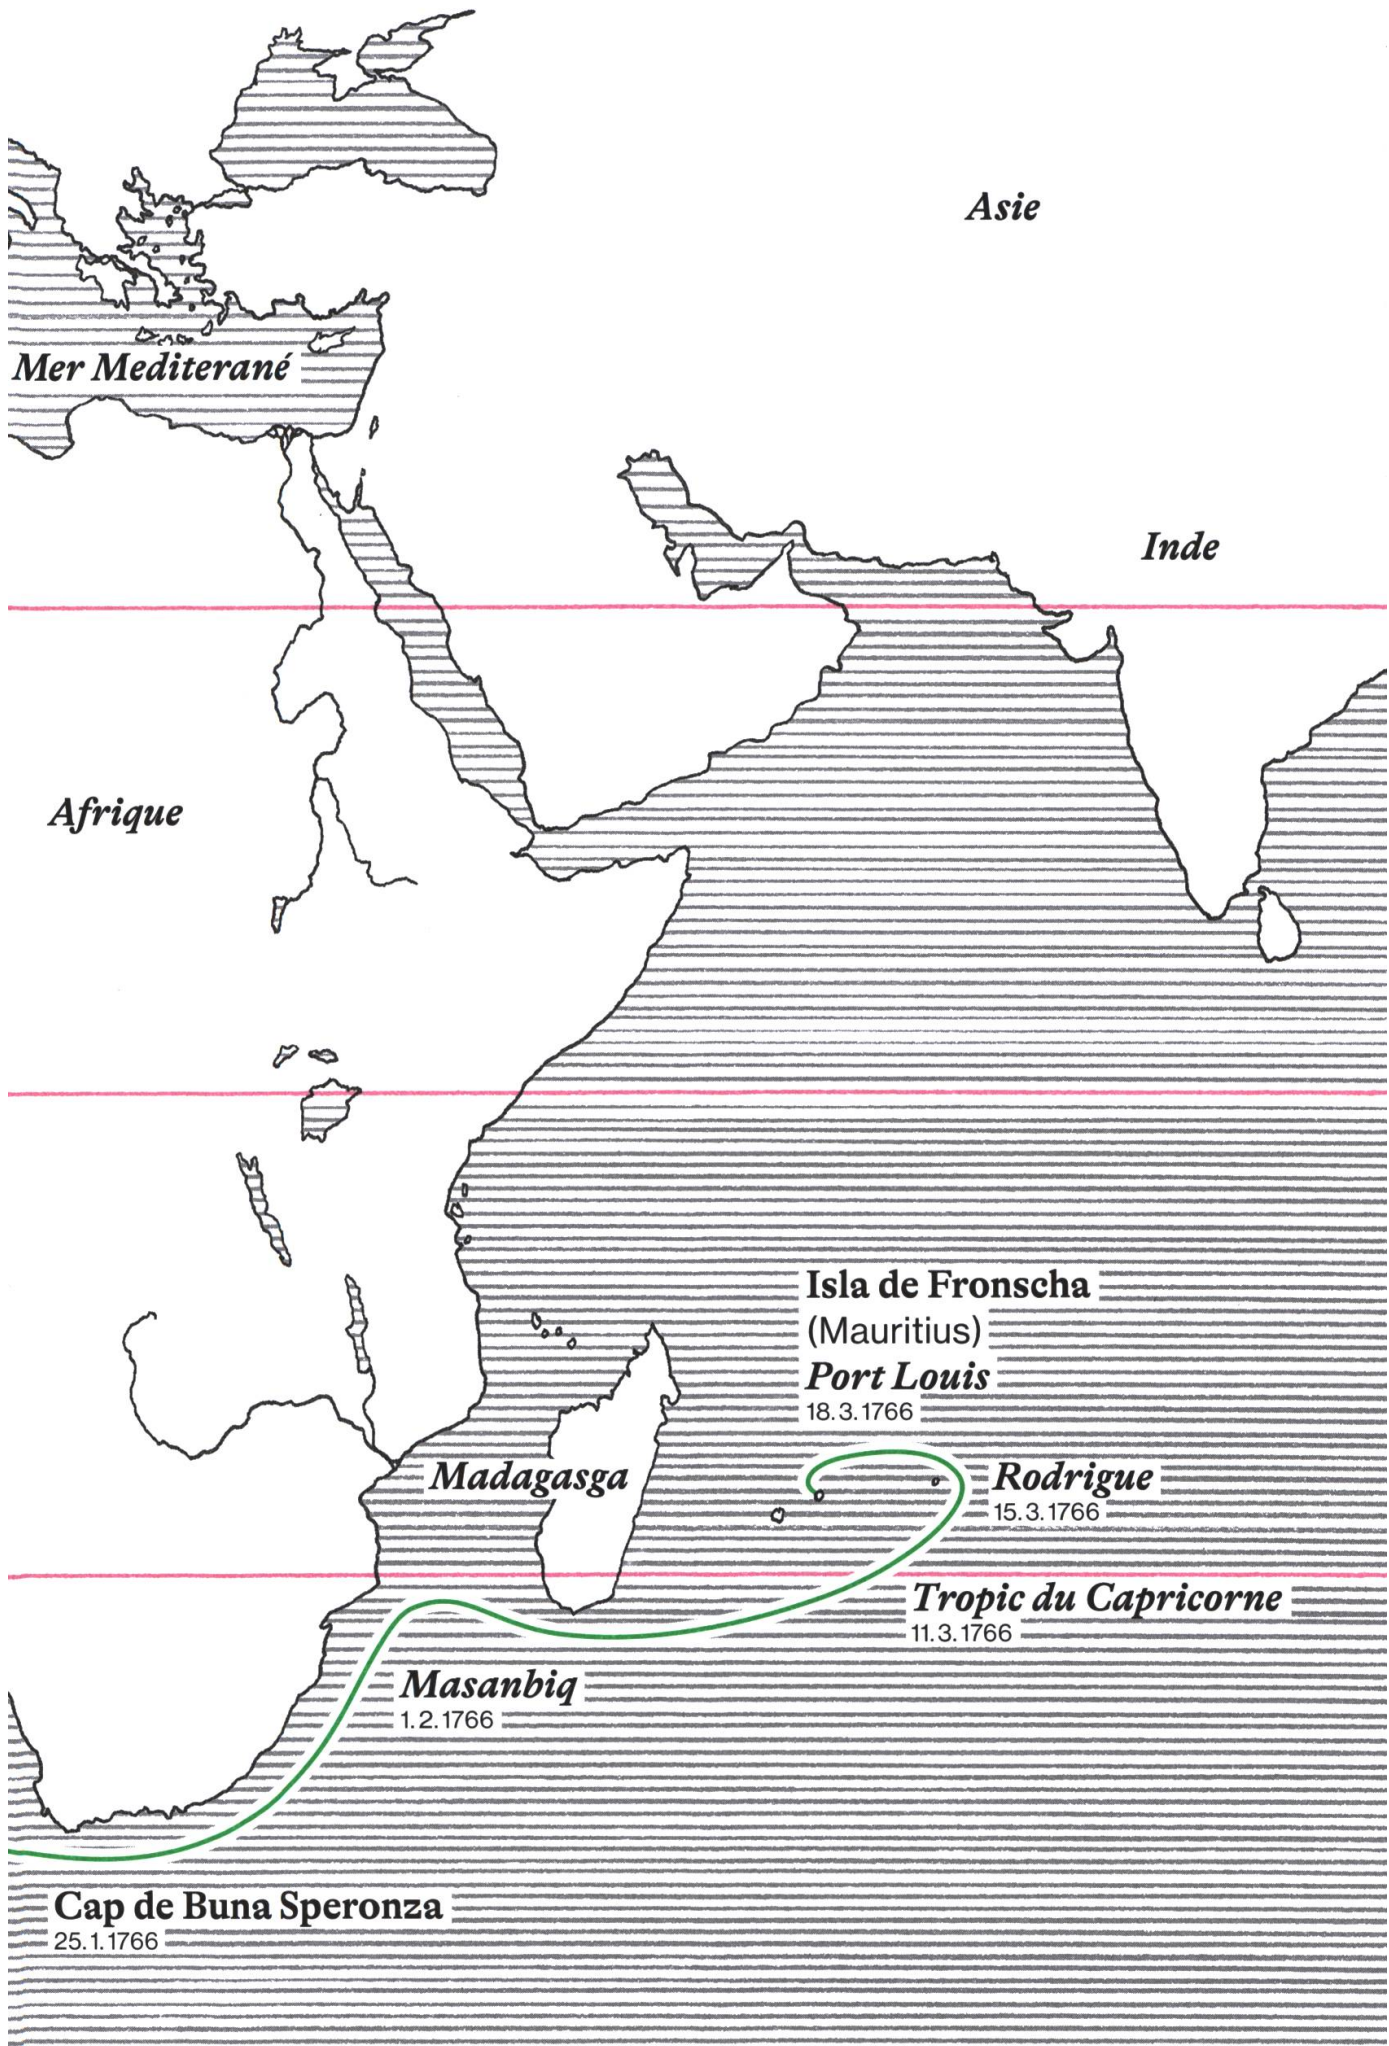 Asie
Mer Mediterané
Inde
Afrique
Isla de Fronscha
(Mauritius)
Port Louis
18.3.1766
Madagasga
Rodrigue
15.3.1766
Tropic du Capricorne
11.3.1766
Masanbiq
1.2.1766
Cap de Buna Speronza
25.1.1766